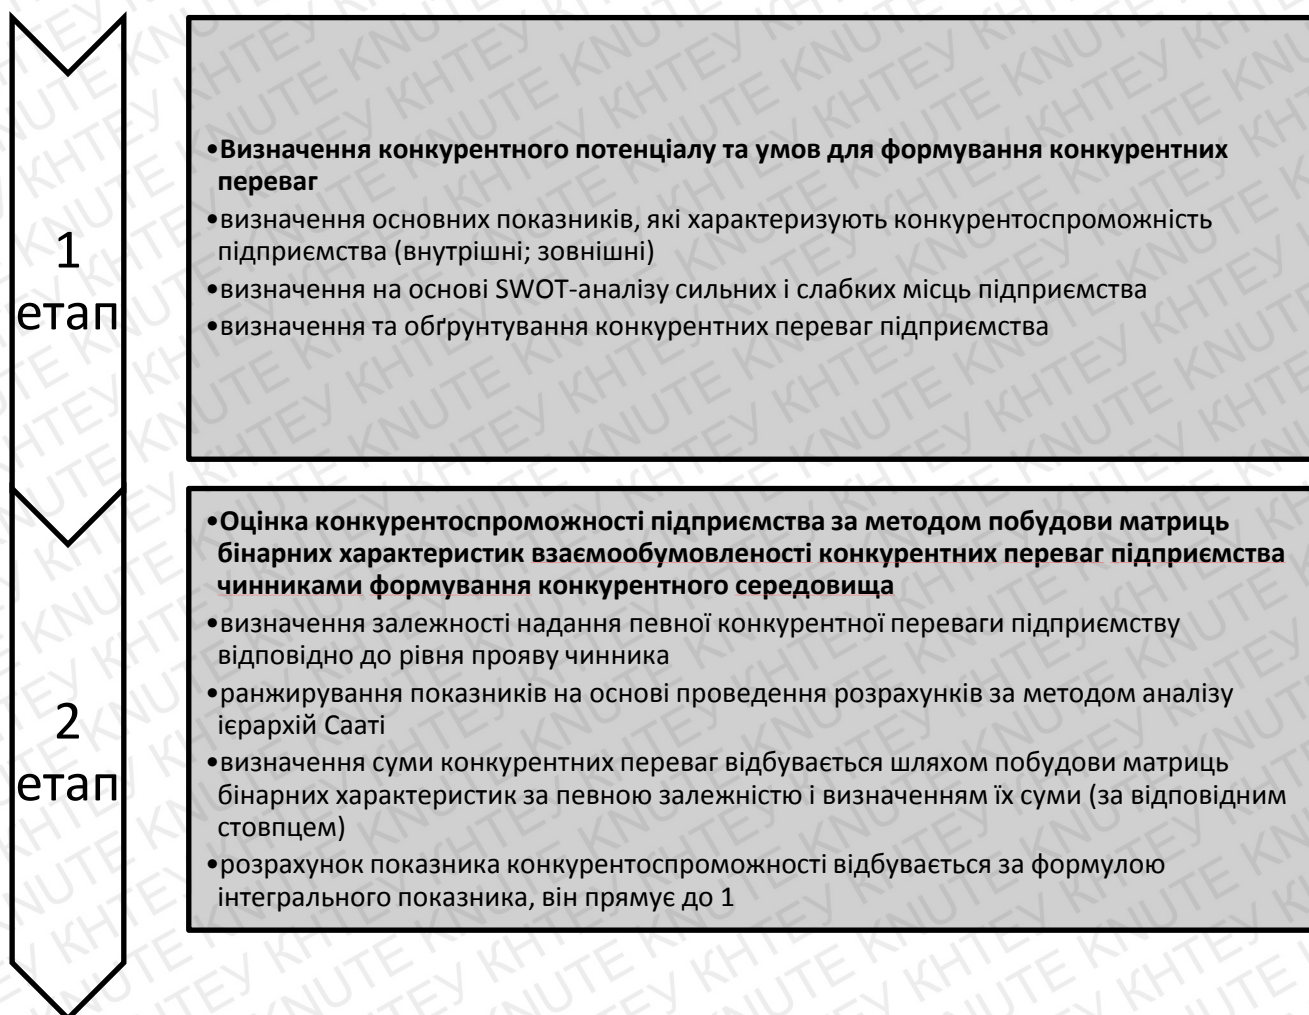 1
етап
•Визначення конкурентного потенціалу та умов для формування конкурентних
переваг
•визначення основних показників, які характеризують конкурентоспроможність
підприємства (внутрішні; зовнішні)
•визначення на основі SWOT-аналізу сильних і слабких місць підприємства
•визначення та обґрунтування конкурентних переваг підприємства
2
етап
•Оцінка конкурентоспроможності підприємства за методом побудови матриць
бінарних характеристик взаємообумовленості конкурентних переваг підприємства
чинниками формування конкурентного середовища
•визначення залежності надання певної конкурентної переваги підприємству
відповідно до рівня прояву чинника
•ранжирування показників на основі проведення розрахунків за методом аналізу
ієрархій Сааті
•визначення суми конкурентних переваг відбувається шляхом побудови матриць
бінарних характеристик за певною залежністю і визначенням їх суми (за відповідним
стовпцем)
•розрахунок показника конкурентоспроможності відбувається за формулою
інтегрального показника, він прямує до 1